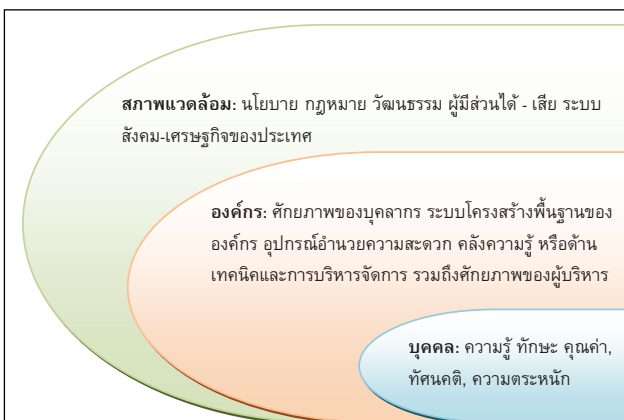 สภาพแวดล้อม: นโยบาย กฎหมาย วัฒนธรรม ผู้มีส่วนได้ - เสีย ระบบ
สังคม-เศรษฐกิจของประเทศ
องค์กร: ศักยภาพของบุคลากร ระบบโครงสร้างพื้นฐานของ
องค์กร อุปกรณ์อำนวยความสะดวก คลังความรู้ หรือด้าน
เทคนิคและการบริหารจัดการ รวมถึงศักยภาพของผู้บริหาร
บุคคล: ความรู้ ทักษะ คุณค่า,
ทัศนคติ, ความตระหนัก